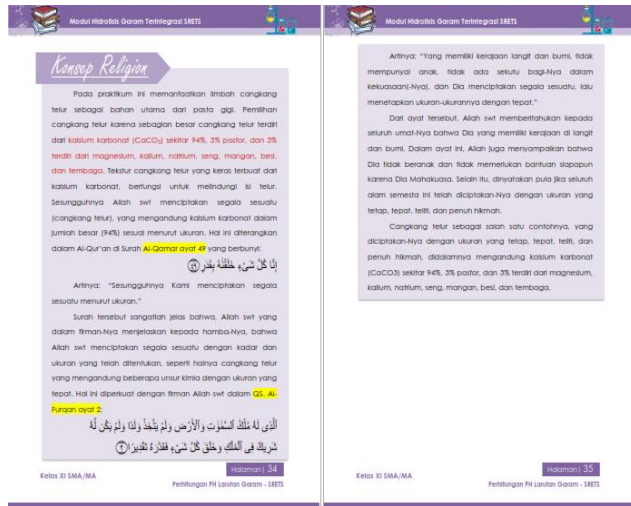 Modul Hidrolisis Garam Terintegrasi SRETS
Konsep Religion
Pada praktikum ini memanfaatkan limbah cangkang
telur sebagai bahan utama dari pasta gigi. Pemilihan
cangkang telur karena sebagian besar cangkang telur terdiri
dari kalsium karbonat (CaCO₃) sekitar 94%, 3% posfor, dan 3%
terdiri dari magnesium, kalium, natrium, seng, mangan, besi,
dan tembaga. Tekstur cangkang telur yang keras terbuat dari
kalsium karbonat, berfungsi untuk melindungi isi telur.
Sesungguhnya Allah swt menciptakan segala sesuatu
(cangkang telur), yang mengandung kalsium karbonat dalam
jumlah besar (94%) sesuai menurut ukuran. Hal ini diterangkan
dalam Al-Qur'an di Surah Al-Qamar ayat 49 yang berbunyi:
إِنَّا كُلَّ شَىْءٍ خَلَقْنَٰهُ بِقَدَرٍ ﴿٤٩﴾
Artinya: "Sesungguhnya Kami menciptakan segala
sesuatu menurut ukuran."
Surah tersebut sangatlah jelas bahwa, Allah swt yang
dalam firman-Nya menjelaskan kepada hamba-Nya, bahwa
Allah swt menciptakan segala sesuatu dengan kadar dan
ukuran yang telah ditentukan, seperti halnya cangkang telur
yang mengandung beberapa unsur kimia dengan ukuran yang
tepat. Hal ini diperkuat dengan firman Allah swt dalam QS. Al-
Furqan ayat 2:
ٱلَّذِى لَهُۥ مُلْكُ ٱلسَّمَٰوَٰتِ وَٱلْأَرْضِ وَلَمْ يَتَّخِذْ وَلَدًا وَلَمْ يَكُن لَّهُۥ
شَرِيكٌ فِى ٱلْمُلْكِ وَخَلَقَ كُلَّ شَىْءٍ فَقَدَّرَهُۥ تَقْدِيرًا ﴿٢﴾
Halaman| 34
Kelas XI SMA/MA
Perhitungan PH Larutan Garam - SRETS
Modul Hidrolisis Garam Terintegrasi SRETS
Artinya: "Yang memiliki kerajaan langit dan bumi, tidak
mempunyai anak, tidak ada sekutu bagi-Nya dalam
kekuasaan(-Nya), dan Dia menciptakan segala sesuatu, lalu
menetapkan ukuran-ukurannya dengan tepat."
Dari ayat tersebut, Allah swt memberitahukan kepada
seluruh umat-Nya bahwa Dia yang memiliki kerajaan di langit
dan bumi. Dalam ayat ini, Allah juga menyampaikan bahwa
Dia tidak beranak dan tidak memerlukan bantuan siapapun
karena Dia Mahakuasa. Selain itu, dinyatakan pula jika seluruh
alam semesta ini telah diciptakan-Nya dengan ukuran yang
tetap, tepat, teliti, dan penuh hikmah.
Cangkang telur sebagai salah satu contohnya, yang
diciptakan-Nya dengan ukuran yang tetap, tepat, teliti, dan
penuh hikmah, didalamnya mengandung kalsium karbonat
(CaCO3) sekitar 94%, 3% posfor, dan 3% terdiri dari magnesium,
kalium, natrium, seng, mangan, besi, dan tembaga.
Halaman| 35
Kelas XI SMA/MA
Perhitungan PH Larutan Garam - SRETS